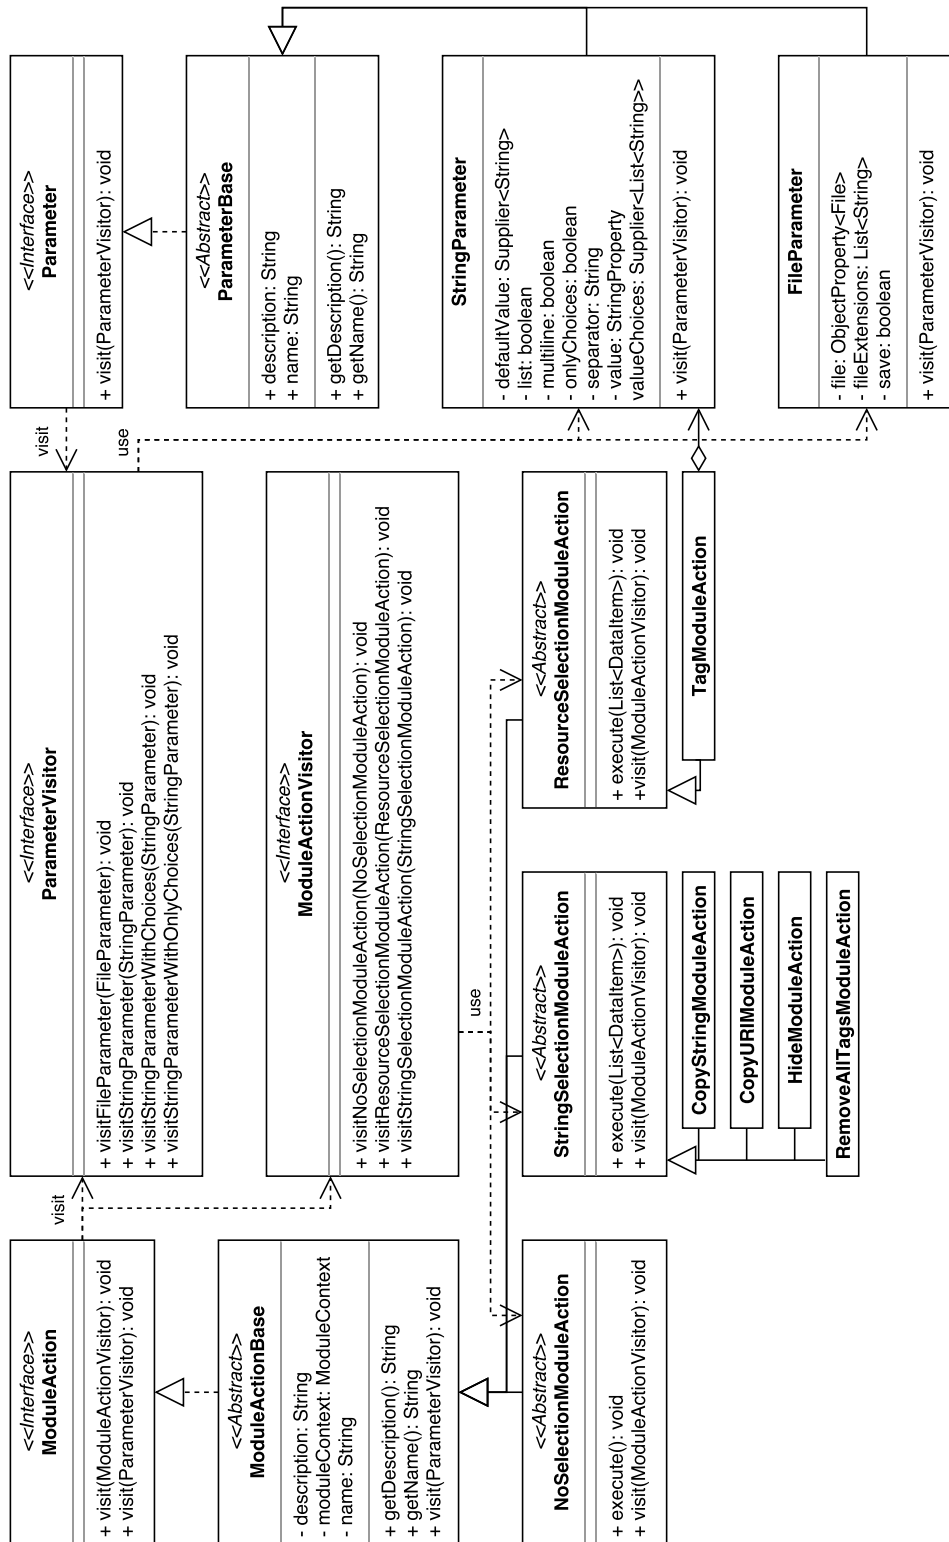 <<Interface>>
ModuleAction
+ visit(ModuleActionVisitor): void
+ visit(ParameterVisitor): void
visit
<<Interface>>
ParameterVisitor
+ visitFileParameter(FileParameter): void
+ visitStringParameter(StringParameter): void
+ visitStringParameterWithChoices(StringParameter): void
+ visitStringParameterWithOnlyChoices(StringParameter): void
visit
use
<<Interface>>
Parameter
+ visit(ParameterVisitor): void
<<Abstract>>
ModuleActionBase
- description: String
- moduleContext: ModuleContext
- name: String
+ getDescription(): String
+ getName(): String
+ visit(ParameterVisitor): void
<<Interface>>
ModuleActionVisitor
+ visitNoSelectionModuleAction(NoSelectionModuleAction): void
+ visitResourceSelectionModuleAction(ResourceSelectionModuleAction): void
+ visitStringSelectionModuleAction(StringSelectionModuleAction): void
use
<<Abstract>>
ParameterBase
+ description: String
+ name: String
+ getDescription(): String
+ getName(): String
<<Abstract>>
NoSelectionModuleAction
+ execute(): void
+ visit(ModuleActionVisitor): void
<<Abstract>>
StringSelectionModuleAction
+ execute(List<DataItem>): void
+ visit(ModuleActionVisitor): void
<<Abstract>>
ResourceSelectionModuleAction
+ execute(List<DataItem>): void
+visit(ModuleActionVisitor): void
StringParameter
- defaultValue: Supplier<String>
- list: boolean
- multiline: boolean
- onlyChoices: boolean
- separator: String
- value: StringProperty
valueChoices: Supplier<List<String>>
+ visit(ParameterVisitor): void
CopyStringModuleAction
CopyURIModuleAction
HideModuleAction
RemoveAllTagsModuleAction
TagModuleAction
FileParameter
- file: ObjectProperty<File>
- fileExtensions: List<String>
- save: boolean
+ visit(ParameterVisitor): void